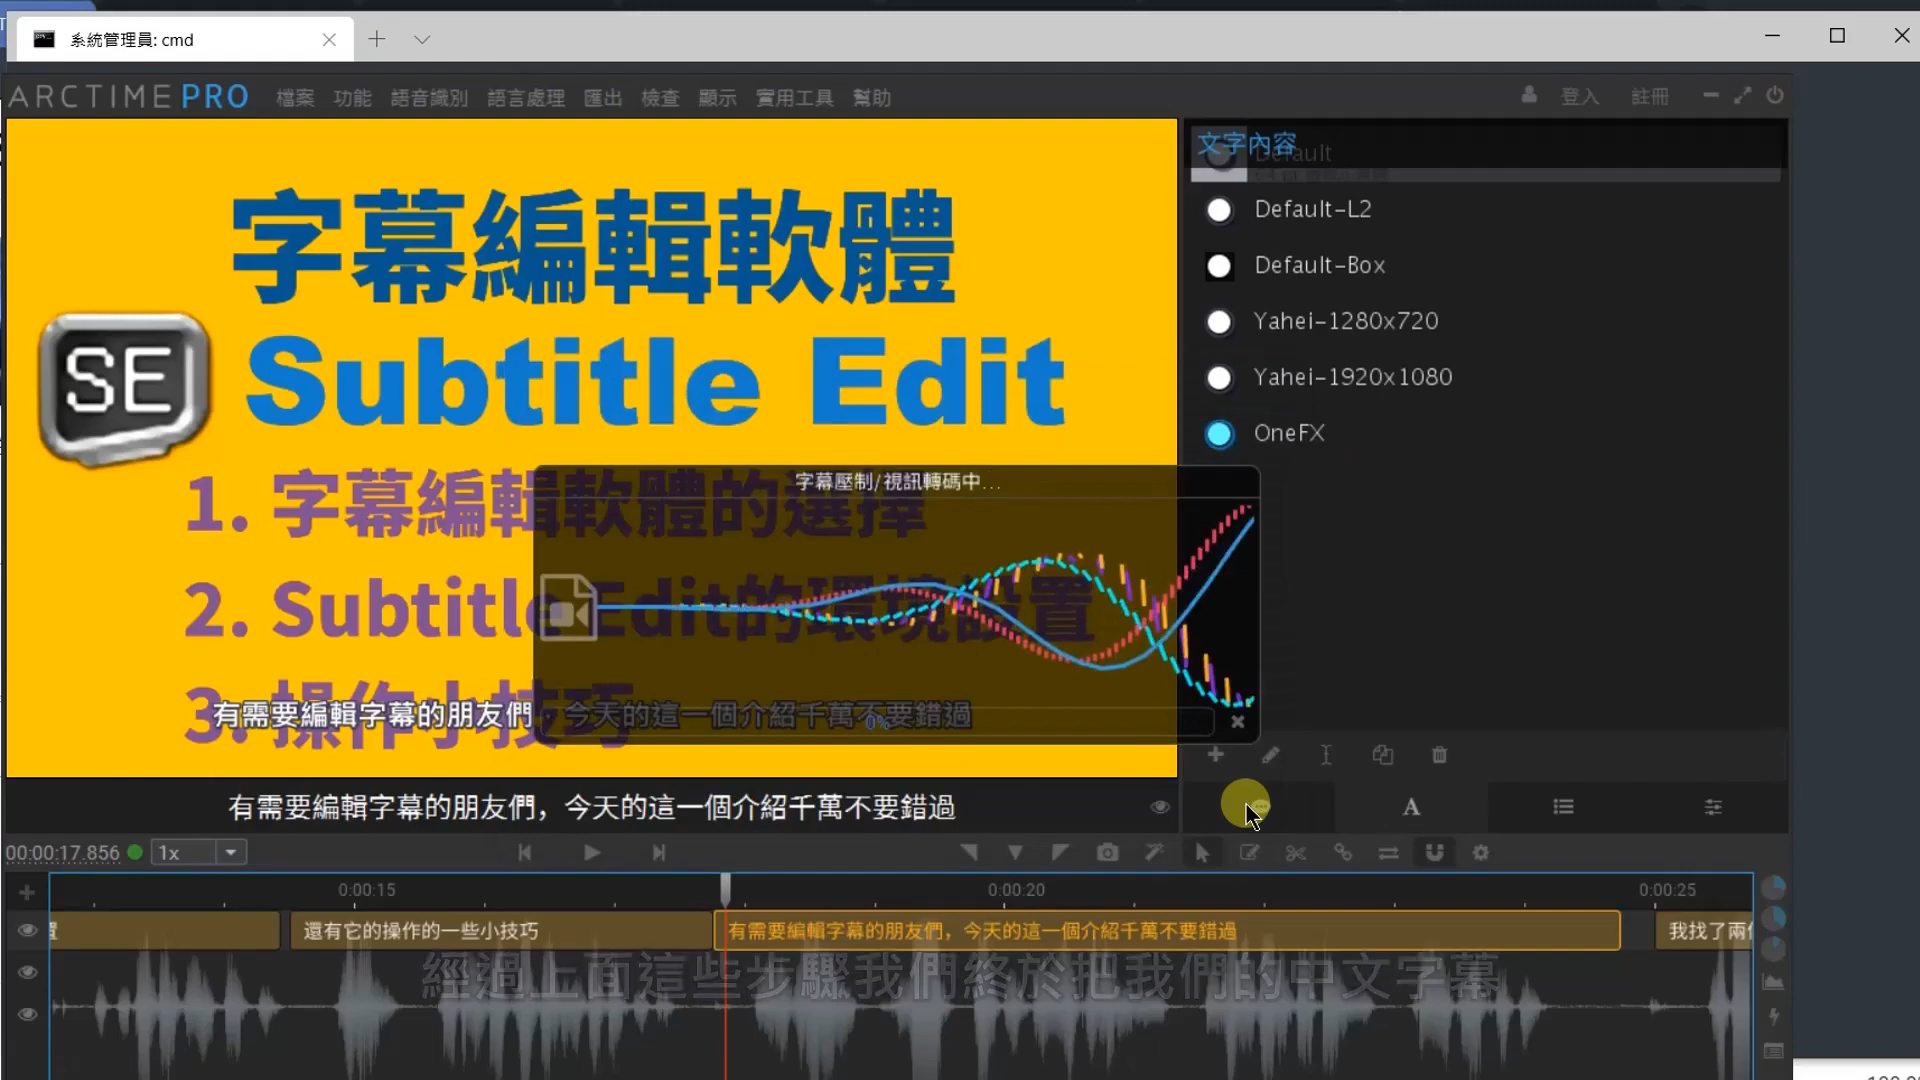 系統管理員: cmd
ARCTIME PRO 檔案 功能 語音識別 語言處理 匯出 檢查 顯示 實用工具 幫助 登入 註冊
字幕編輯軟體
SE Subtitle Edit
1. 字幕編輯軟體的選擇
2. Subtitle Edit的環境設置
3. 操作小技巧
有需要編輯字幕的朋友們，今天的這一個介紹千萬不要錯過
字幕壓制/視訊轉碼中...
0%
文字內容
Default
Default-L2
Default-Box
Yahei-1280x720
Yahei-1920x1080
OneFX
A
有需要編輯字幕的朋友們，今天的這一個介紹千萬不要錯過
00:00:17.856 1x
0:00:15 0:00:20 0:00:25
置 還有它的操作的一些小技巧 有需要編輯字幕的朋友們，今天的這一個介紹千萬不要錯過 我找了兩
經過上面這些步驟我們終於把我們的中文字幕